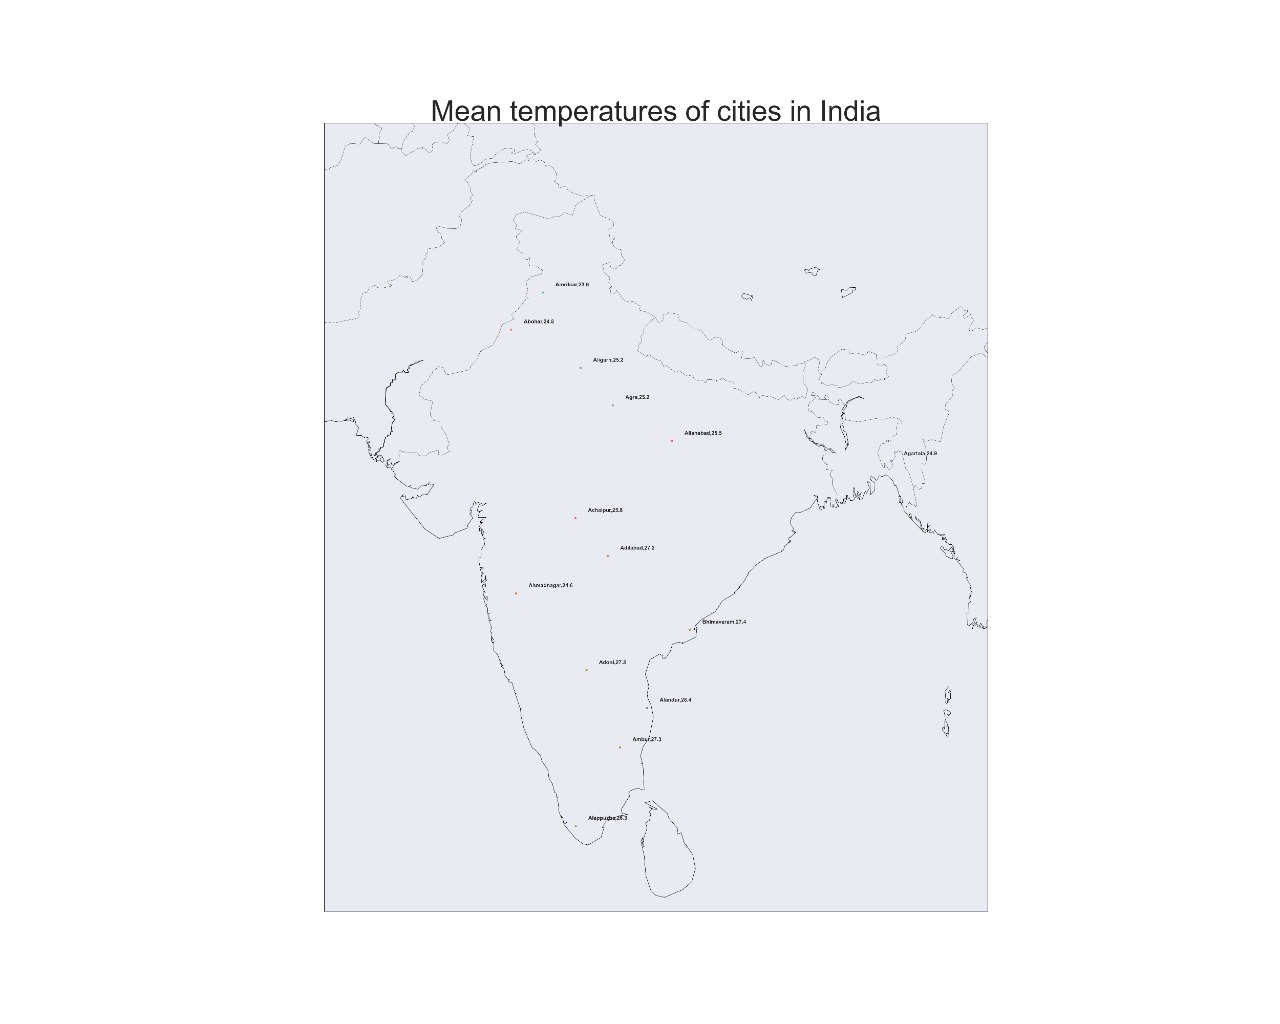 Mean temperatures of cities in India
Amritsar,23.6
Abohar,24.8
Aligarh,25.2
Agra,25.2
Allahabad,25.5
Agartala,24.9
Achalpur,25.8
Adilabad,27.2
Ahmadnagar,24.6
Bhimavaram,27.4
Adoni,27.3
Alandur,28.4
Ambur,27.3